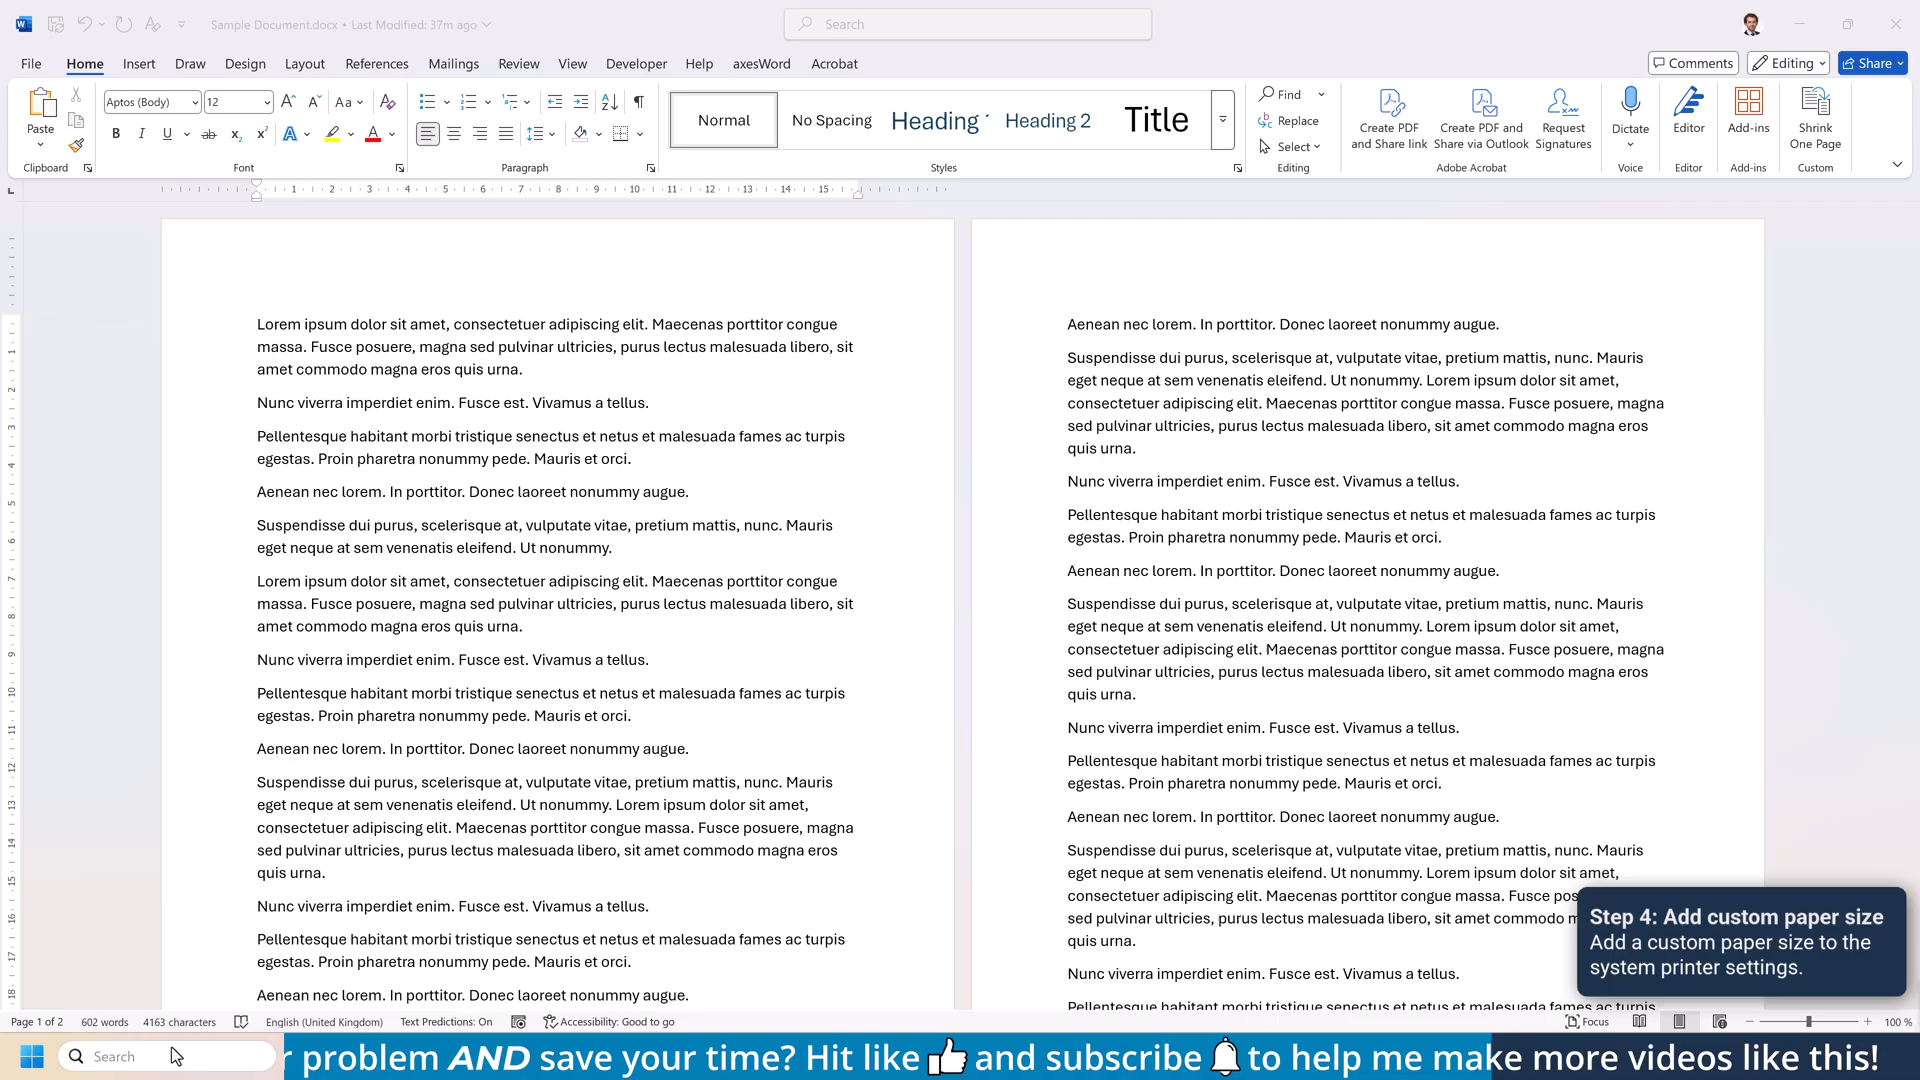 Sample Document.docx • Last Modified: 37m ago
Search
File Home Insert Draw Design Layout References Mailings Review View Developer Help axesWord Acrobat
Comments Editing Share
Paste
Clipboard
Aptos (Body) 12
Font
Paragraph
Normal No Spacing Heading 1 Heading 2 Title
Styles
Find
Replace
Select
Editing
Create PDF
and Share link
Create PDF and
Share via Outlook
Request
Signatures
Adobe Acrobat
Dictate
Voice
Editor
Editor
Add-ins
Add-ins
Shrink
One Page
Custom
1 2 3 4 5 6 7 8 9 10 11 12 13 14 15
Lorem ipsum dolor sit amet, consectetuer adipiscing elit. Maecenas porttitor congue
massa. Fusce posuere, magna sed pulvinar ultricies, purus lectus malesuada libero, sit
amet commodo magna eros quis urna.
Nunc viverra imperdiet enim. Fusce est. Vivamus a tellus.
Pellentesque habitant morbi tristique senectus et netus et malesuada fames ac turpis
egestas. Proin pharetra nonummy pede. Mauris et orci.
Aenean nec lorem. In porttitor. Donec laoreet nonummy augue.
Suspendisse dui purus, scelerisque at, vulputate vitae, pretium mattis, nunc. Mauris
eget neque at sem venenatis eleifend. Ut nonummy.
Lorem ipsum dolor sit amet, consectetuer adipiscing elit. Maecenas porttitor congue
massa. Fusce posuere, magna sed pulvinar ultricies, purus lectus malesuada libero, sit
amet commodo magna eros quis urna.
Nunc viverra imperdiet enim. Fusce est. Vivamus a tellus.
Pellentesque habitant morbi tristique senectus et netus et malesuada fames ac turpis
egestas. Proin pharetra nonummy pede. Mauris et orci.
Aenean nec lorem. In porttitor. Donec laoreet nonummy augue.
Suspendisse dui purus, scelerisque at, vulputate vitae, pretium mattis, nunc. Mauris
eget neque at sem venenatis eleifend. Ut nonummy. Lorem ipsum dolor sit amet,
consectetuer adipiscing elit. Maecenas porttitor congue massa. Fusce posuere, magna
sed pulvinar ultricies, purus lectus malesuada libero, sit amet commodo magna eros
quis urna.
Nunc viverra imperdiet enim. Fusce est. Vivamus a tellus.
Pellentesque habitant morbi tristique senectus et netus et malesuada fames ac turpis
egestas. Proin pharetra nonummy pede. Mauris et orci.
Aenean nec lorem. In porttitor. Donec laoreet nonummy augue.
Aenean nec lorem. In porttitor. Donec laoreet nonummy augue.
Suspendisse dui purus, scelerisque at, vulputate vitae, pretium mattis, nunc. Mauris
eget neque at sem venenatis eleifend. Ut nonummy. Lorem ipsum dolor sit amet,
consectetuer adipiscing elit. Maecenas porttitor congue massa. Fusce posuere, magna
sed pulvinar ultricies, purus lectus malesuada libero, sit amet commodo magna eros
quis urna.
Nunc viverra imperdiet enim. Fusce est. Vivamus a tellus.
Pellentesque habitant morbi tristique senectus et netus et malesuada fames ac turpis
egestas. Proin pharetra nonummy pede. Mauris et orci.
Aenean nec lorem. In porttitor. Donec laoreet nonummy augue.
Suspendisse dui purus, scelerisque at, vulputate vitae, pretium mattis, nunc. Mauris
eget neque at sem venenatis eleifend. Ut nonummy. Lorem ipsum dolor sit amet,
consectetuer adipiscing elit. Maecenas porttitor congue massa. Fusce posuere, magna
sed pulvinar ultricies, purus lectus malesuada libero, sit amet commodo magna eros
quis urna.
Nunc viverra imperdiet enim. Fusce est. Vivamus a tellus.
Pellentesque habitant morbi tristique senectus et netus et malesuada fames ac turpis
egestas. Proin pharetra nonummy pede. Mauris et orci.
Aenean nec lorem. In porttitor. Donec laoreet nonummy augue.
Suspendisse dui purus, scelerisque at, vulputate vitae, pretium mattis, nunc. Mauris
eget neque at sem venenatis eleifend. Ut nonummy. Lorem ipsum dolor sit amet,
consectetuer adipiscing elit. Maecenas porttitor congue massa. Fusce pos
sed pulvinar ultricies, purus lectus malesuada libero, sit amet commodo m
quis urna.
Nunc viverra imperdiet enim. Fusce est. Vivamus a tellus.
Pellentesque habitant morbi tristique senectus et netus et malesuada fames ac turpis
Step 4: Add custom paper size
Add a custom paper size to the
system printer settings.
Page 1 of 2 602 words 4163 characters English (United Kingdom) Text Predictions: On Accessibility: Good to go Focus 100 %
Search
r problem AND save your time? Hit like and subscribe to help me make more videos like this!